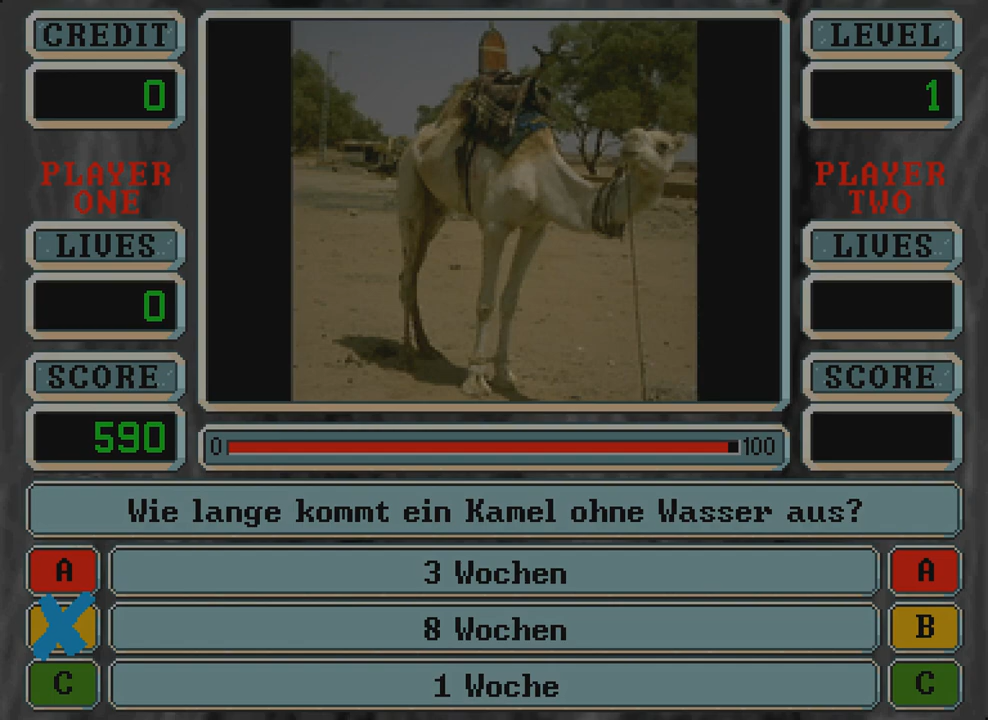 CREDIT
0
PLAYER
ONE
LIVES
0
SCORE
590
LEVEL
1
PLAYER
TWO
LIVES
SCORE
0 100
Wie lange kommt ein Kamel ohne Wasser aus?
A 3 Wochen A
8 Wochen B
C 1 Woche C